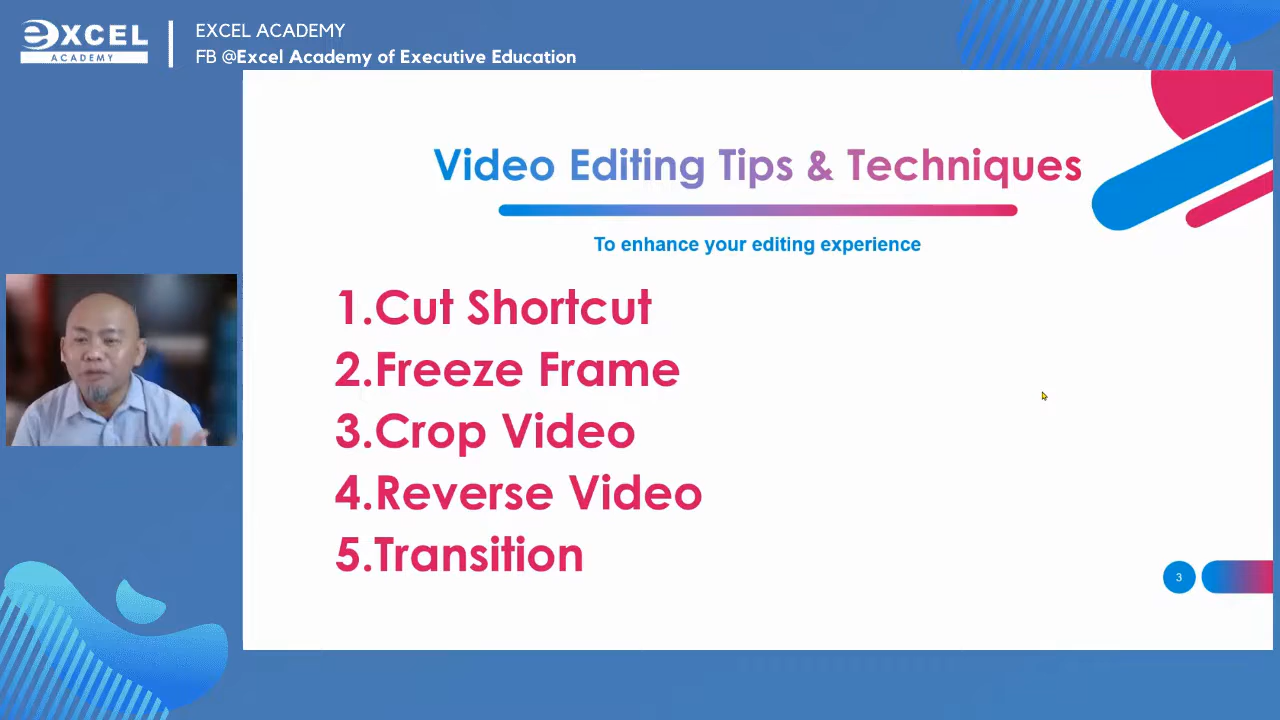 EXCEL
ACADEMY
EXCEL ACADEMY
FB @Excel Academy of Executive Education
Video Editing Tips & Techniques
To enhance your editing experience
1.Cut Shortcut
2.Freeze Frame
3.Crop Video
4.Reverse Video
5.Transition
3